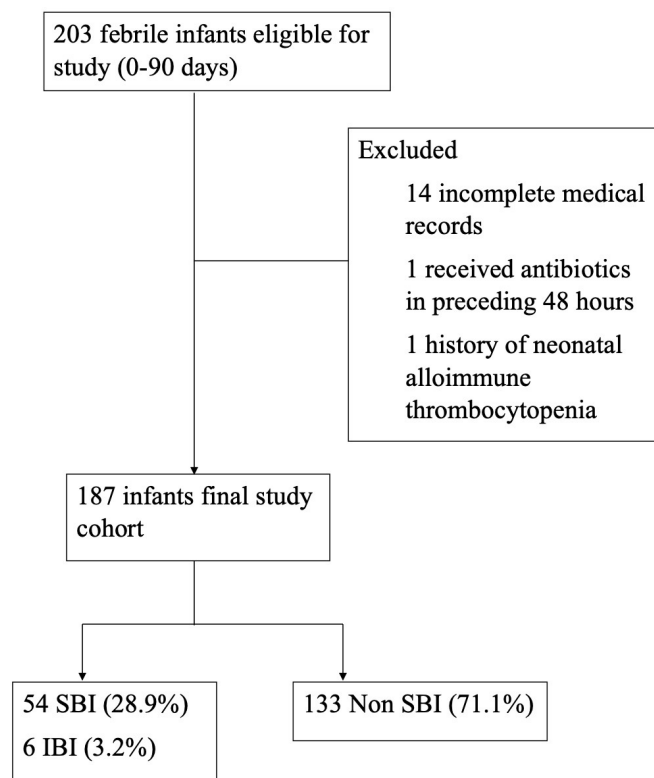 203 febrile infants eligible for
study (0-90 days)
Excluded
14 incomplete medical
records
1 received antibiotics
in preceding 48 hours
1 history of neonatal
alloimmune
thrombocytopenia
187 infants final study
cohort
54 SBI (28.9%)
6 IBI (3.2%)
133 Non SBI (71.1%)